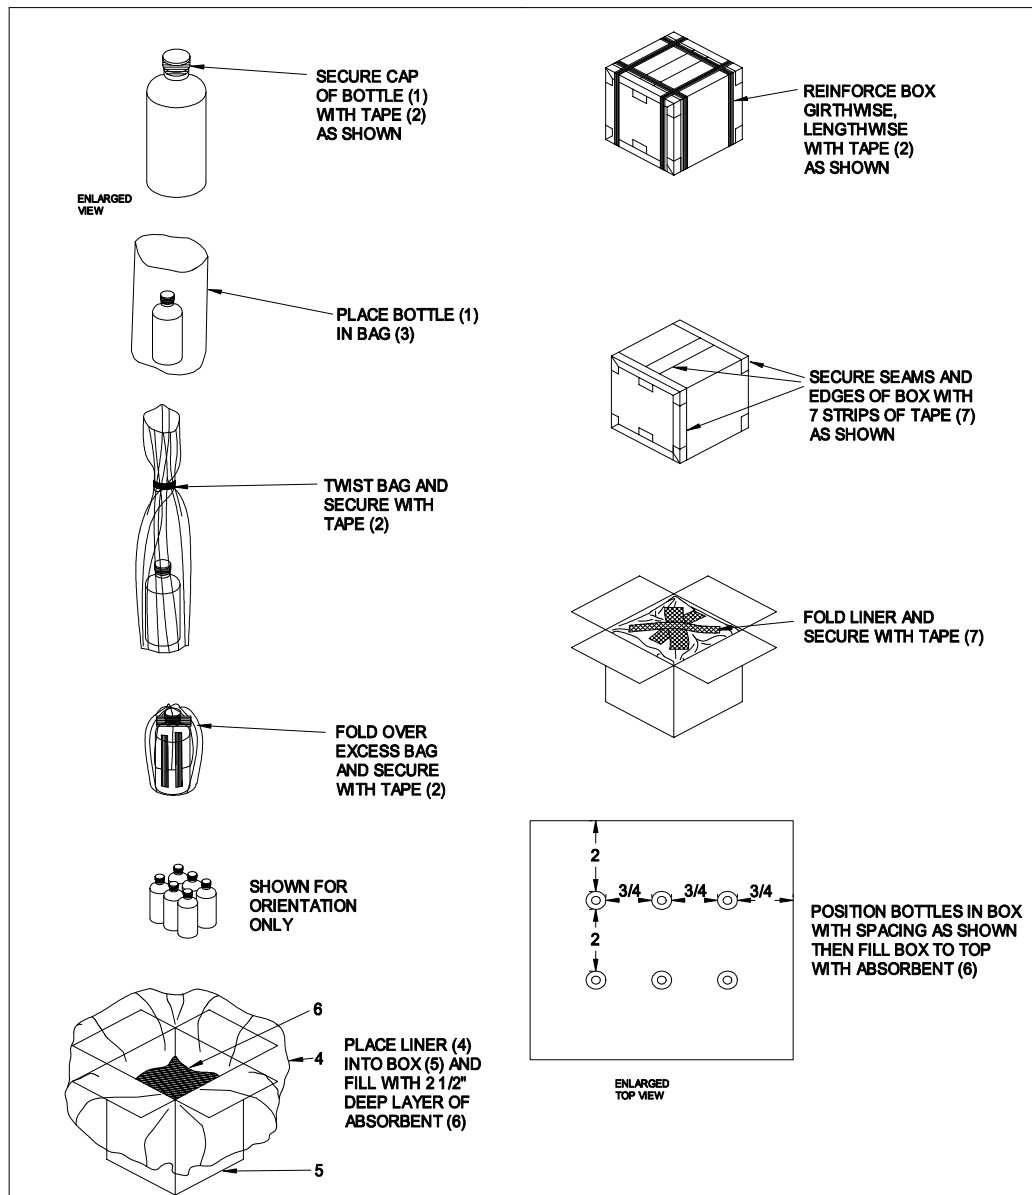 SECURE CAP
OF BOTTLE (1)
WITH TAPE (2)
AS SHOWN
ENLARGED
VIEW
PLACE BOTTLE (1)
IN BAG (3)
TWIST BAG AND
SECURE WITH
TAPE (2)
FOLD OVER
EXCESS BAG
AND SECURE
WITH TAPE (2)
SHOWN FOR
ORIENTATION
ONLY
6
4
PLACE LINER (4)
INTO BOX (5) AND
FILL WITH 2 1/2"
DEEP LAYER OF
ABSORBENT (6)
5
REINFORCE BOX
GIRTHWISE,
LENGTHWISE
WITH TAPE (2)
AS SHOWN
SECURE SEAMS AND
EDGES OF BOX WITH
7 STRIPS OF TAPE (7)
AS SHOWN
FOLD LINER AND
SECURE WITH TAPE (7)
2
3/4 3/4 3/4
2
POSITION BOTTLES IN BOX
WITH SPACING AS SHOWN
THEN FILL BOX TO TOP
WITH ABSORBENT (6)
ENLARGED
TOP VIEW